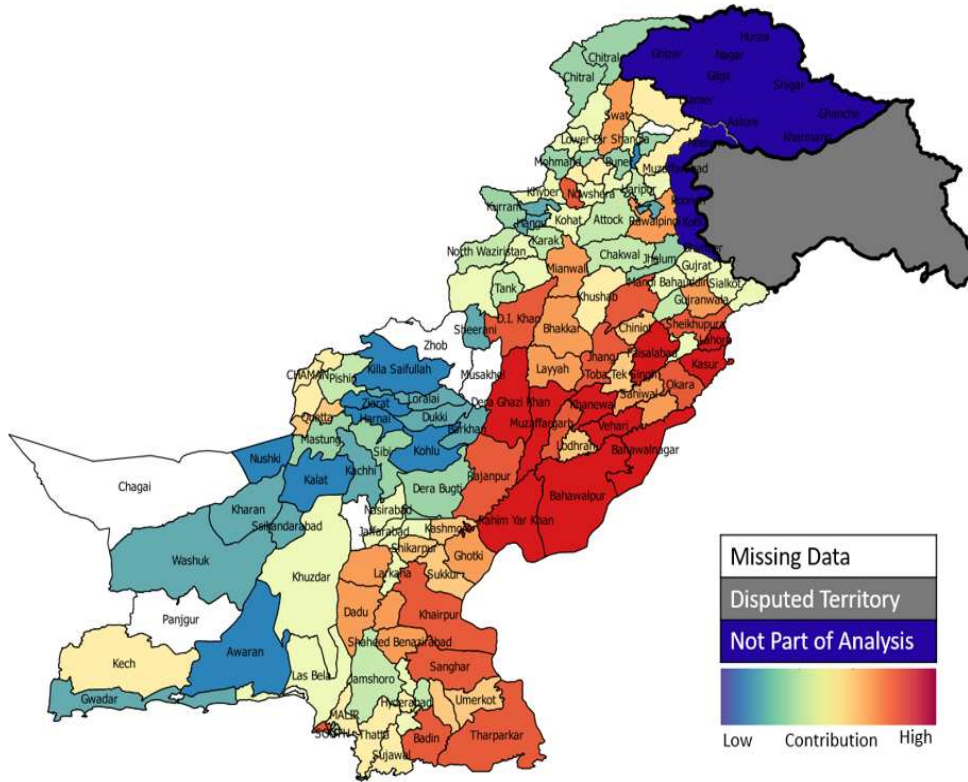 Hunza
Chitral
Ghizer
Nagar
Chitral
Gilgit
Shigar
Ghanche
Swat
Astore
Kharmang
Lower Dir
Shangla
Mohmand
Buner
Khyber
Nowshera
Haripur
Kurram
Hangu
Kohat
Attock
Rawalpindi
North Waziristan
Karak
Chakwal
Jhelum
Mianwali
Gujrat
Tank
Khushab
Mandi Bahauddin
Sialkot
Gujranwala
D.I. Khan
Sheerani
Bhakkar
Chiniot
Sheikhupura
Zhob
Lahore
Faisalabad
CHAMAN
Killa Saifullah
Musakhel
Layyah
Jhang
Toba Tek Singh
Kasur
Pishin
Okara
Ziarat
Loralai
Dera Ghazi Khan
Sahiwal
Quetta
Harnai
Dukki
Barkhan
Muzaffargarh
Khanewal
Vehari
Mastung
Sibi
Kohlu
Lodhran
Bahawalnagar
Nushki
Kachhi
Rajanpur
Chagai
Kalat
Dera Bugti
Bahawalpur
Kharan
Nasirabad
Rahim Yar Khan
Ssikandarabad
Jaffarabad
Kashmore
Washuk
Shikarpur
Ghotki
Khuzdar
Larkana
Sukkur
Dadu
Khairpur
Panjgur
Shaheed Benazirabad
Awaran
Kech
Las Bela
Sanghar
Jamshoro
Gwadar
Hyderabad
Umerkot
MALIR
Thatta
Badin
Tharparkar
Sujawal
Missing Data
Disputed Territory
Not Part of Analysis
Low Contribution High